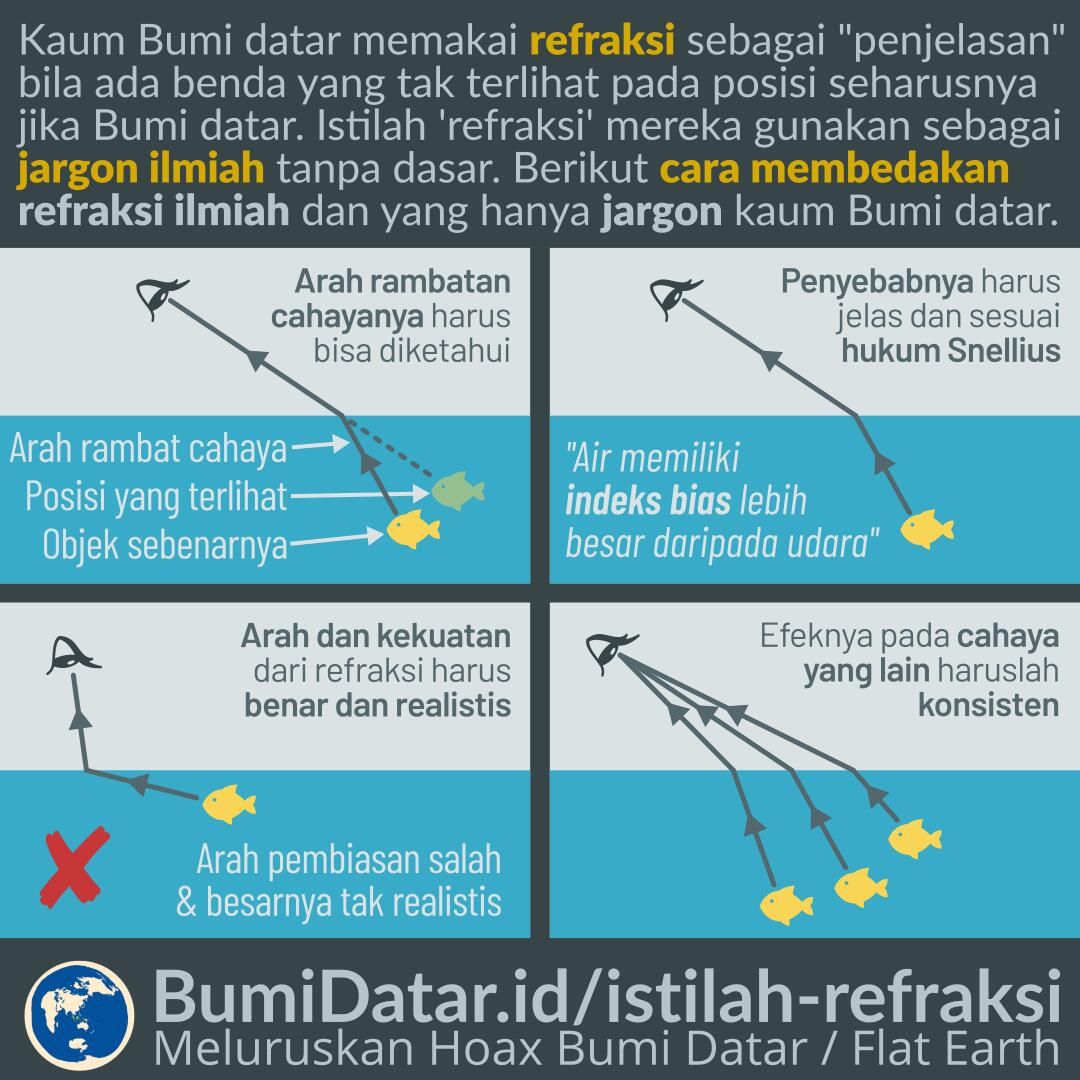 Kaum Bumi datar memakai refraksi sebagai "penjelasan"
bila ada benda yang tak terlihat pada posisi seharusnya
jika Bumi datar. Istilah 'refraksi' mereka gunakan sebagai
jargon ilmiah tanpa dasar. Berikut cara membedakan
refraksi ilmiah dan yang hanya jargon kaum Bumi datar.
Arah rambatan
cahayanya harus
bisa diketahui
Arah rambat cahaya
Posisi yang terlihat
Objek sebenarnya
Penyebabnya harus
jelas dan sesuai
hukum Snellius
"Air memiliki
indeks bias lebih
besar daripada udara"
Arah dan kekuatan
dari refraksi harus
benar dan realistis
Arah pembiasan salah
& besarnya tak realistis
Efeknya pada cahaya
yang lain haruslah
konsisten
BumiDatar.id/istilah-refraksi
Meluruskan Hoax Bumi Datar / Flat Earth